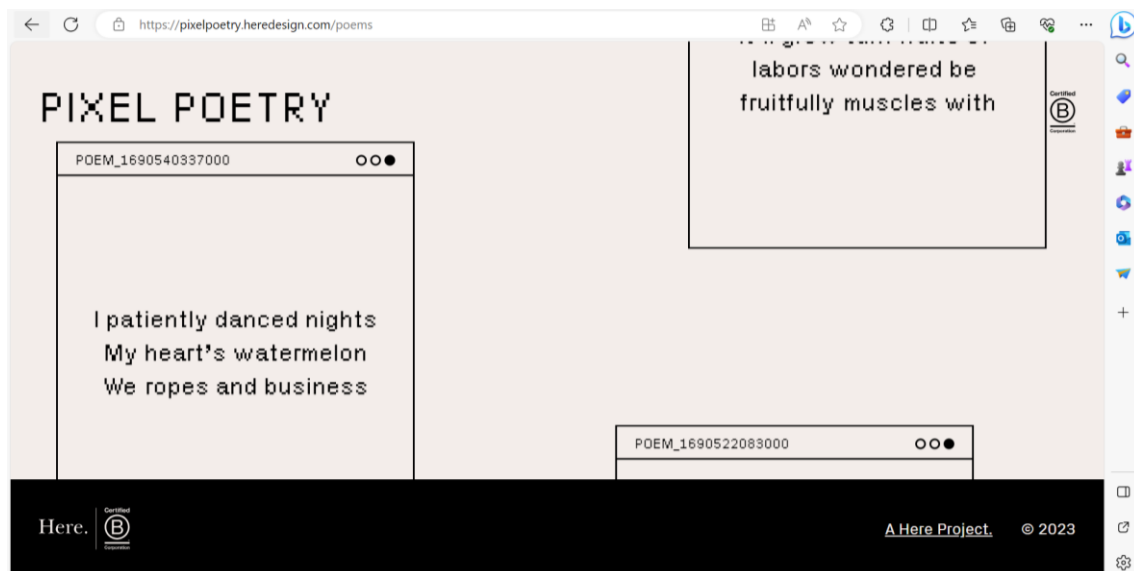 https://pixelpoetry.heredesign.com/poems
labors wondered be
fruitfully muscles with
PIXEL POETRY
Certified
B
Corporation
POEM_1690540337000
I patiently danced nights
My heart's watermelon
We ropes and business
POEM_1690522083000
Here.
Certified
B
Corporation
A Here Project.
© 2023